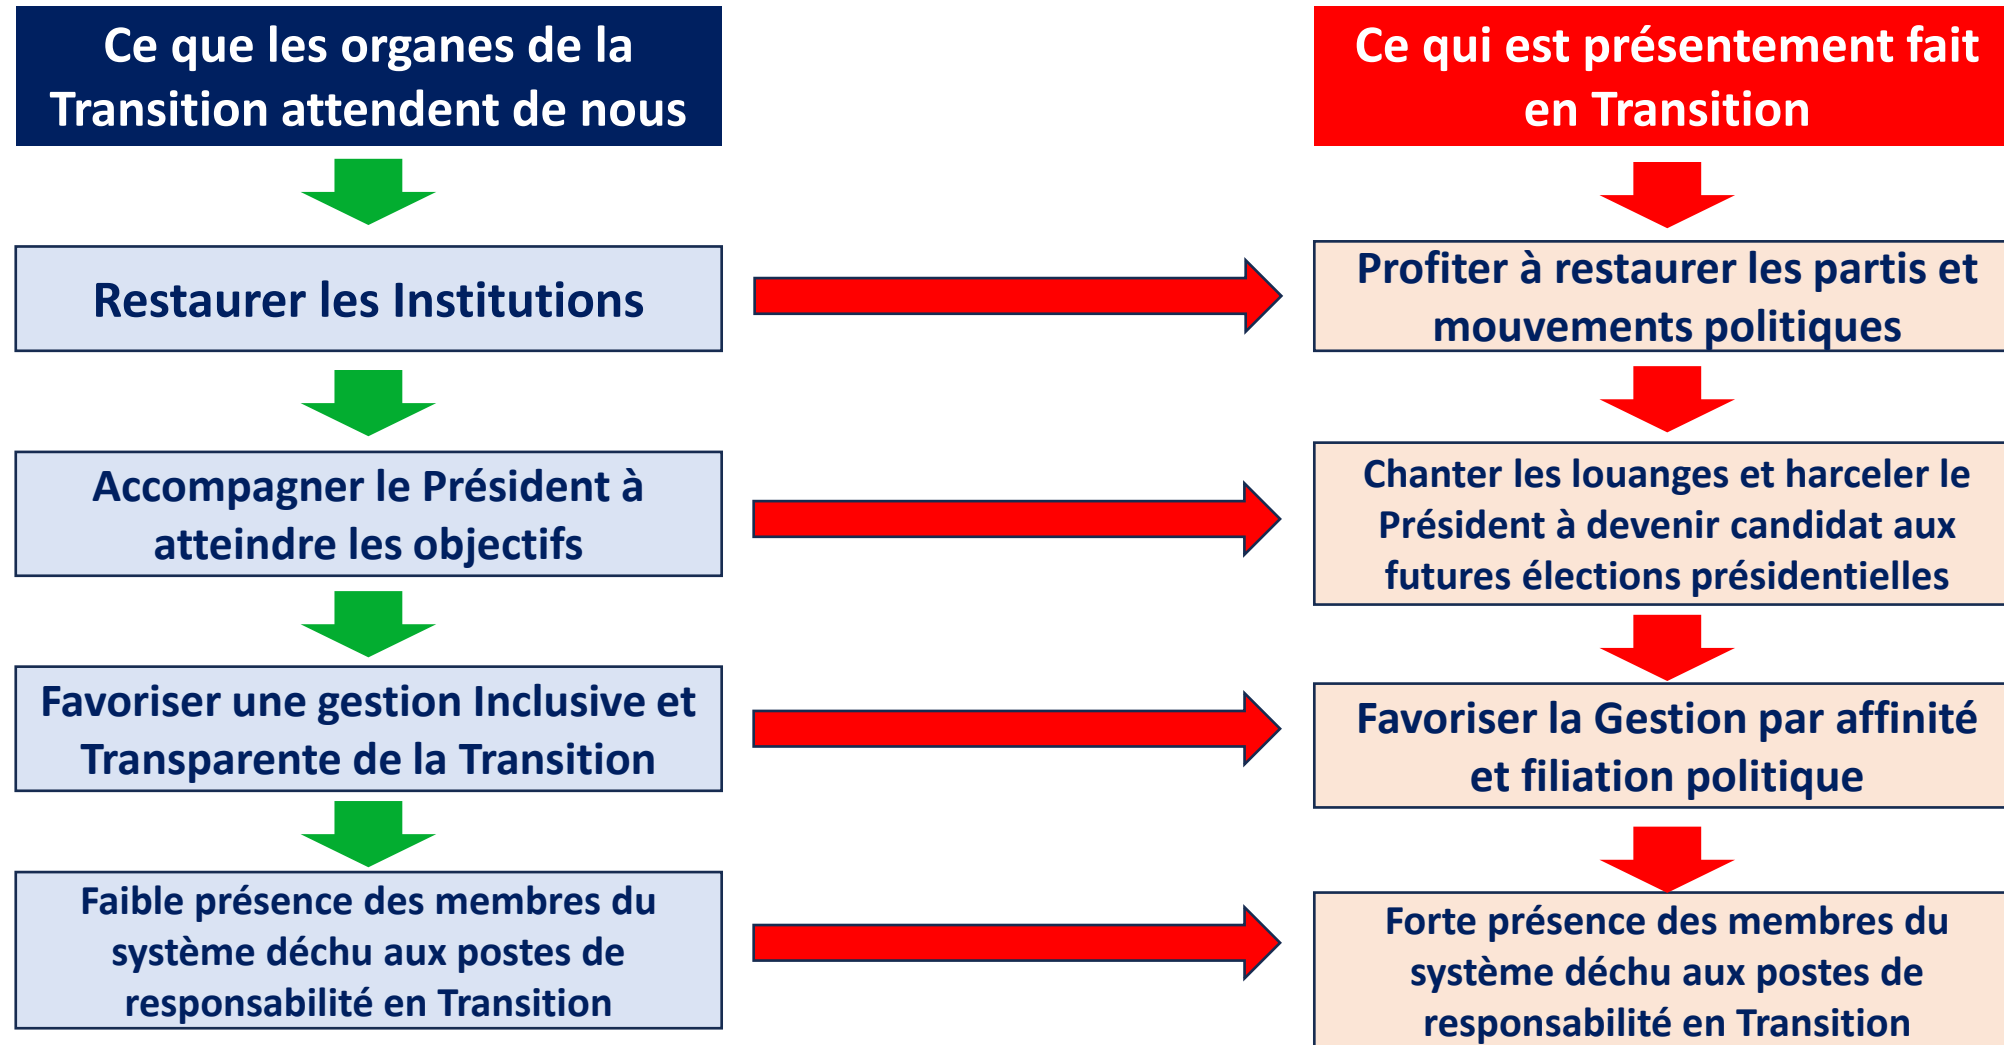 Ce que les organes de la
Transition attendent de nous
Ce qui est présentement fait
en Transition
Restaurer les Institutions
Profiter à restaurer les partis et
mouvements politiques
Accompagner le Président à
atteindre les objectifs
Chanter les louanges et harceler le
Président à devenir candidat aux
futures élections présidentielles
Favoriser une gestion Inclusive et
Transparente de la Transition
Favoriser la Gestion par affinité
et filiation politique
Faible présence des membres du
système déchu aux postes de
responsabilité en Transition
Forte présence des membres du
système déchu aux postes de
responsabilité en Transition